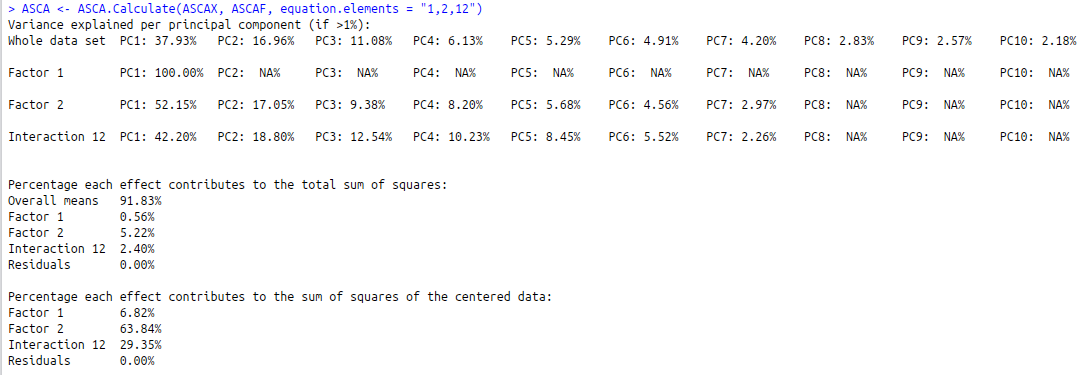 > ASCA <- ASCA.Calculate(ASCAX, ASCAF, equation.elements = "1,2,12")
Variance explained per principal component (if >1%):
Whole data set  PC1: 37.93%  PC2: 16.96%  PC3: 11.08%  PC4: 6.13%  PC5: 5.29%  PC6: 4.91%  PC7: 4.20%  PC8: 2.83%  PC9: 2.57%  PC10: 2.18%
Factor 1  PC1: 100.00%  PC2:  NA%  PC3:  NA%  PC4:  NA%  PC5:  NA%  PC6:  NA%  PC7:  NA%  PC8:  NA%  PC9:  NA%  PC10:  NA%
Factor 2  PC1: 52.15%  PC2: 17.05%  PC3: 9.38%  PC4: 8.20%  PC5: 5.68%  PC6: 4.56%  PC7: 2.97%  PC8:  NA%  PC9:  NA%  PC10:  NA%
Interaction 12  PC1: 42.20%  PC2: 18.80%  PC3: 12.54%  PC4: 10.23%  PC5: 8.45%  PC6: 5.52%  PC7: 2.26%  PC8:  NA%  PC9:  NA%  PC10:  NA%
Percentage each effect contributes to the total sum of squares:
Overall means  91.83%
Factor 1  0.56%
Factor 2  5.22%
Interaction 12  2.40%
Residuals  0.00%
Percentage each effect contributes to the sum of squares of the centered data:
Factor 1  6.82%
Factor 2  63.84%
Interaction 12  29.35%
Residuals  0.00%